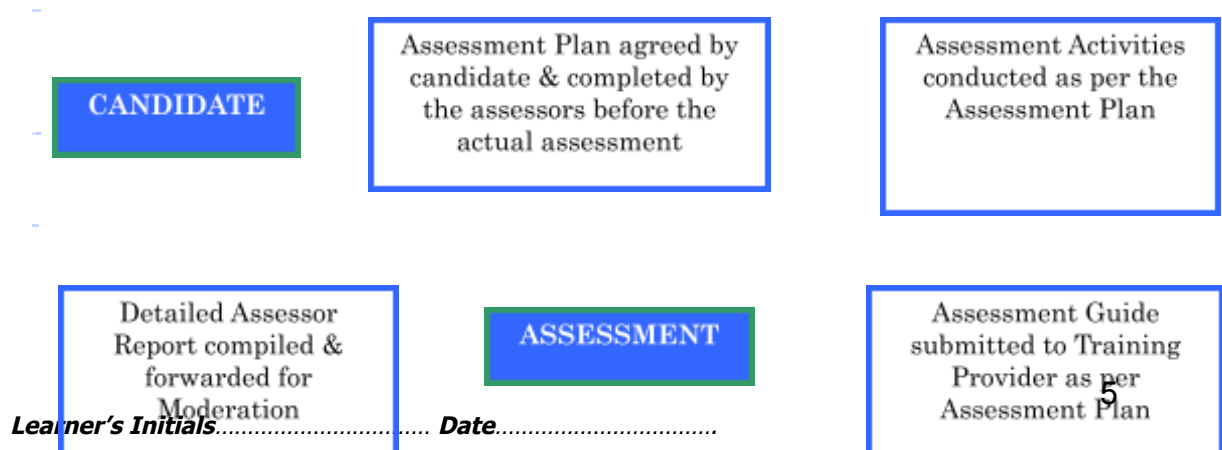 CANDIDATE
Assessment Plan agreed by
candidate & completed by
the assessors before the
actual assessment
Assessment Activities
conducted as per the
Assessment Plan
Detailed Assessor
Report compiled &
forwarded for
Moderation
ASSESSMENT
Assessment Guide
submitted to Training
Provider as per
Assessment Plan
5
Learner's Initials................................. Date..................................